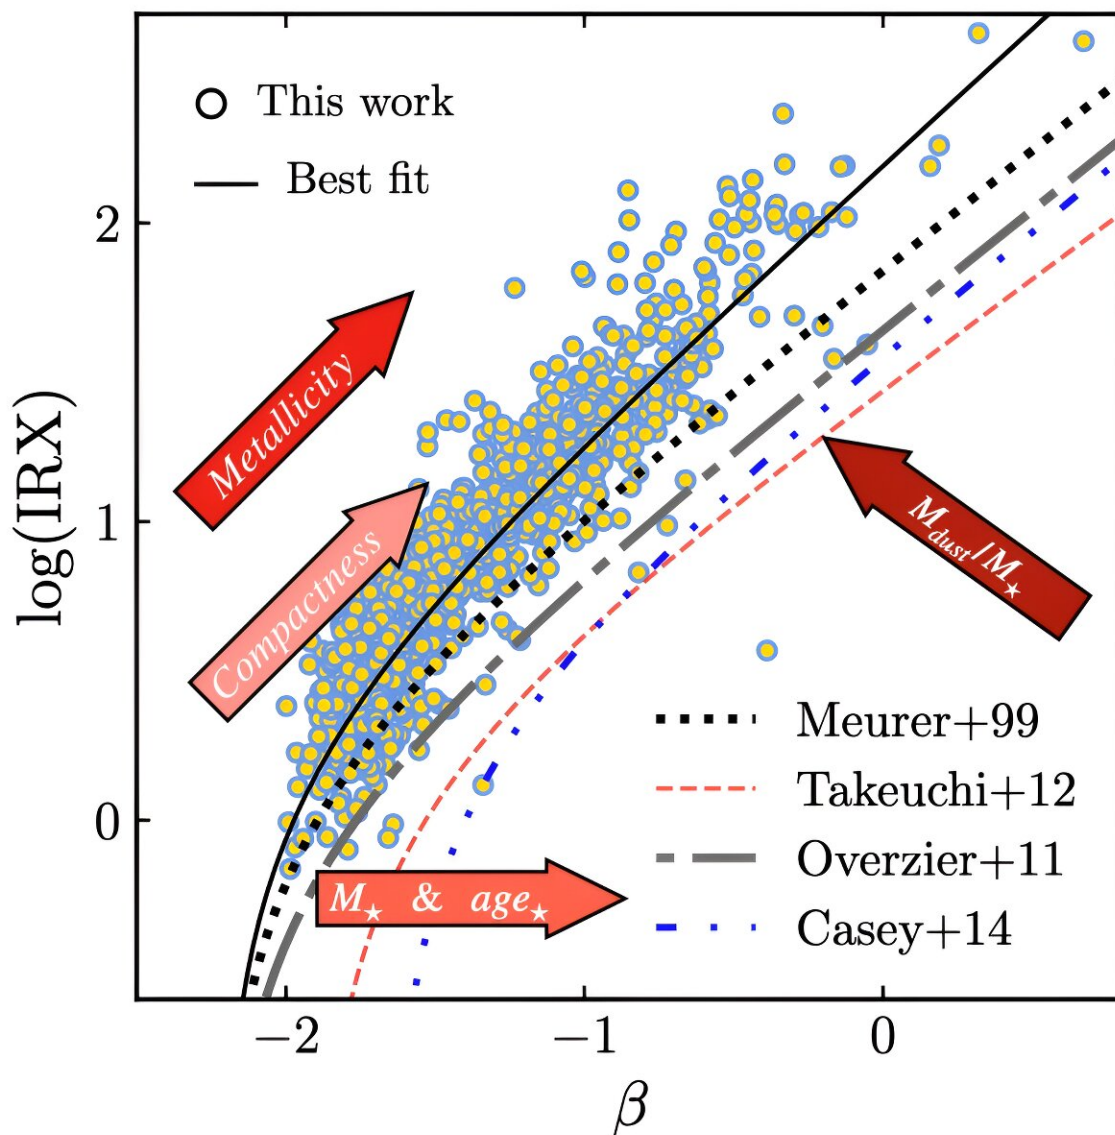 This work
Best fit
2
1
0
log(IRX)
Metallicity
Compactness
M_dust/M_⋆
M_⋆ & age_⋆
Meurer+99
Takeuchi+12
Overzier+11
Casey+14
−2
−1
0
β